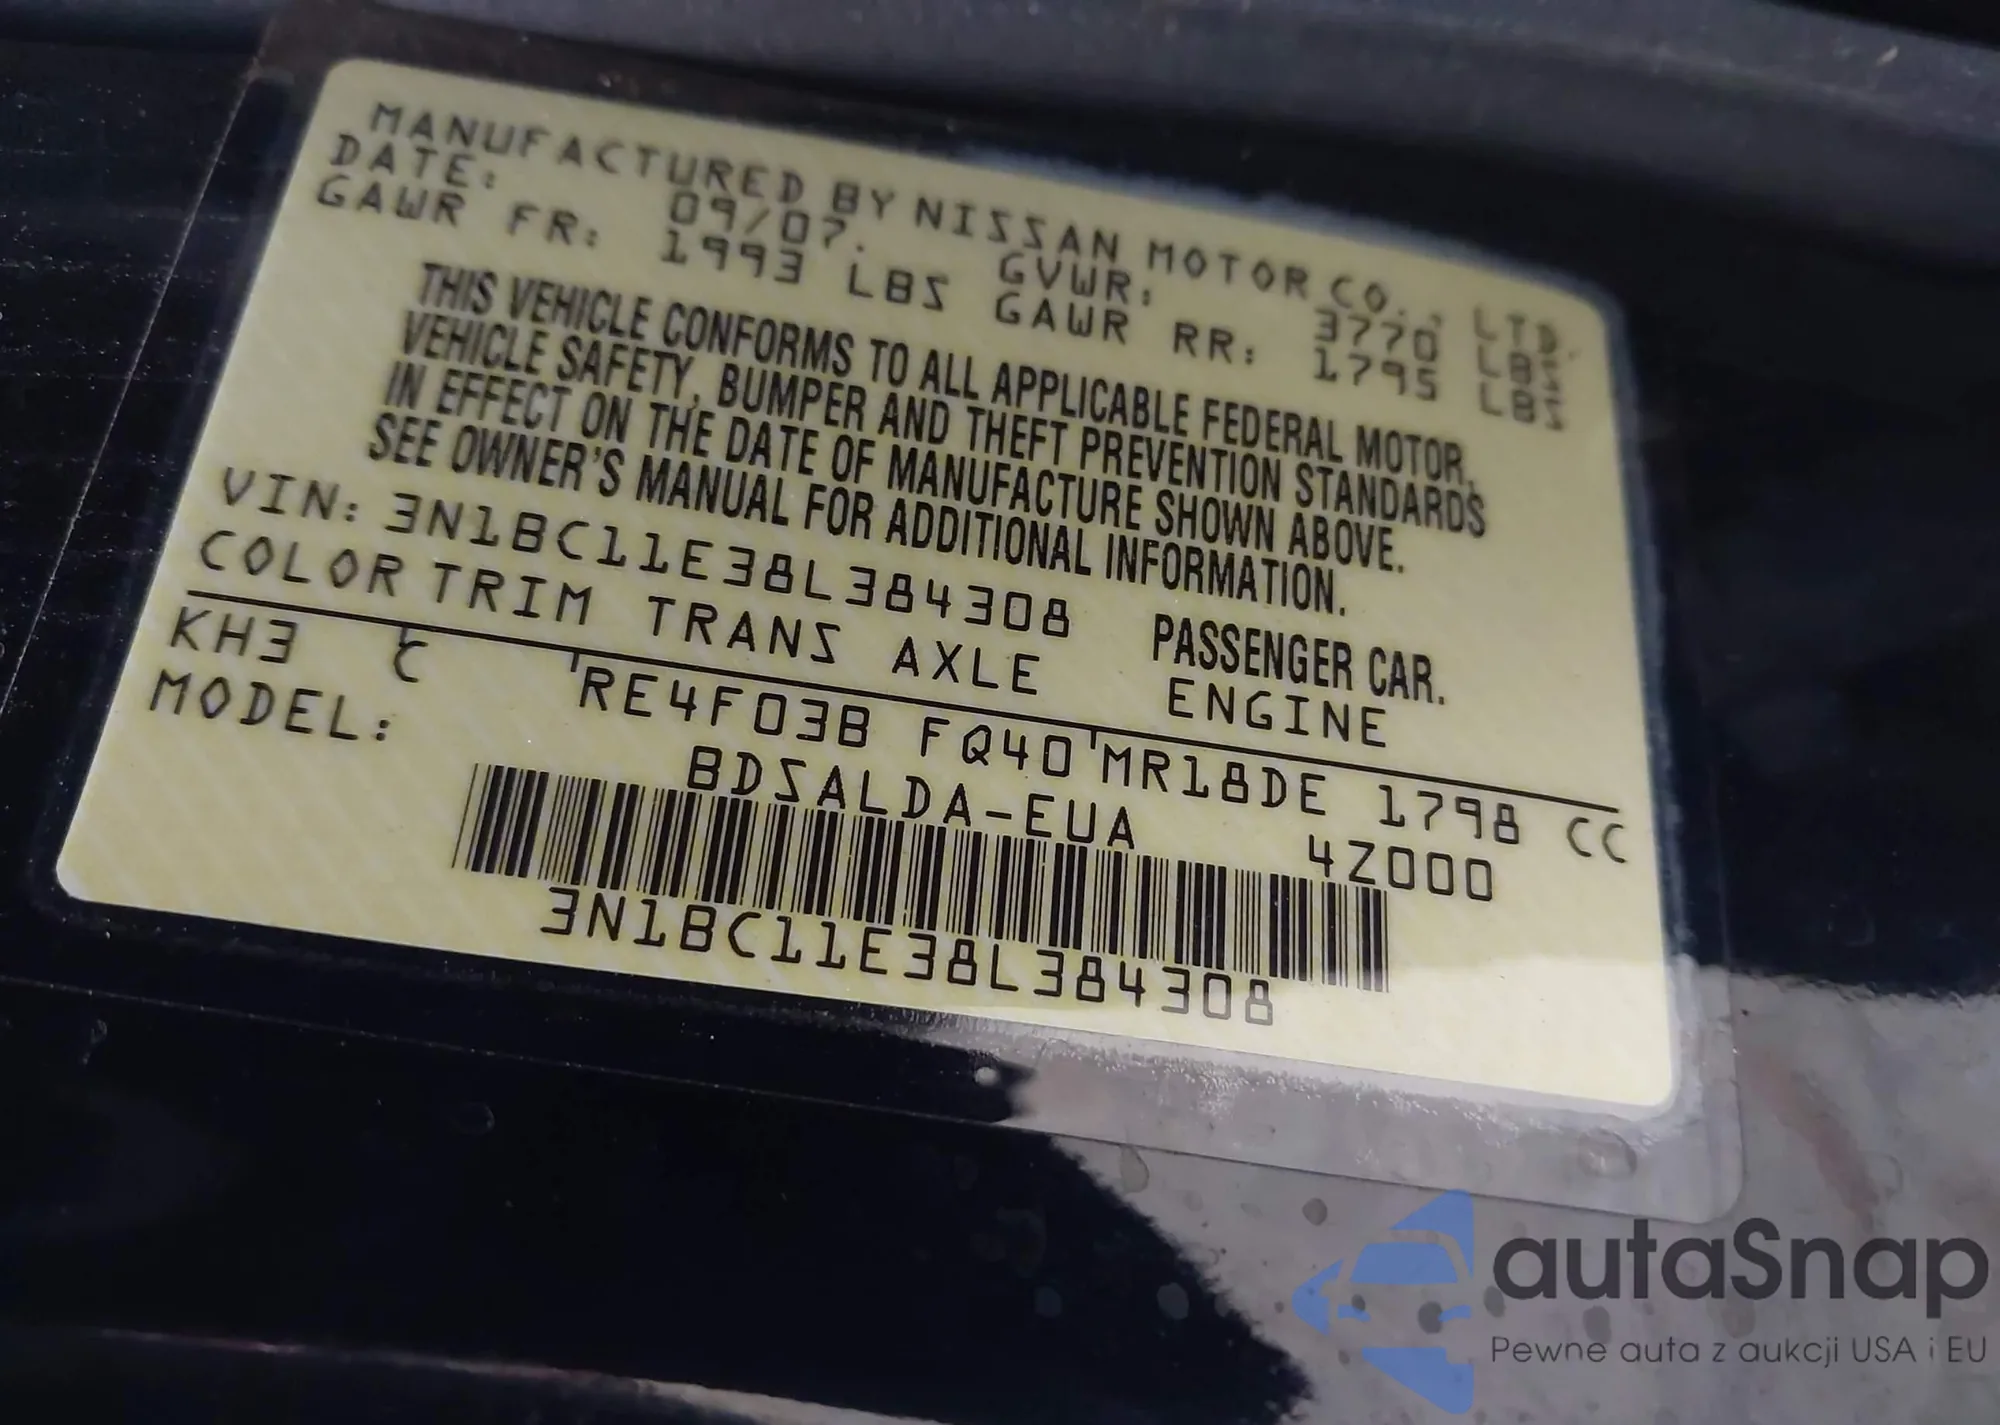 MANUFACTURED BY NISSAN MOTOR CO., LTD.
DATE: 09/07. GVWR: 3770 LBS
GAWR FR: 1993 LBS GAWR RR: 1795 LBS
THIS VEHICLE CONFORMS TO ALL APPLICABLE FEDERAL MOTOR,
VEHICLE SAFETY, BUMPER AND THEFT PREVENTION STANDARDS
IN EFFECT ON THE DATE OF MANUFACTURE SHOWN ABOVE.
SEE OWNER'S MANUAL FOR ADDITIONAL INFORMATION.
VIN: 3N1BC11E38L384308 PASSENGER CAR.
COLOR TRIM TRANS AXLE ENGINE
KH3 C RE4F03B FQ40 MR18DE 1798 CC
MODEL: BDSALDA-EUA 4Z000
3N1BC11E38L384308
autaSnap
Pewne auta z aukcji USA i EU